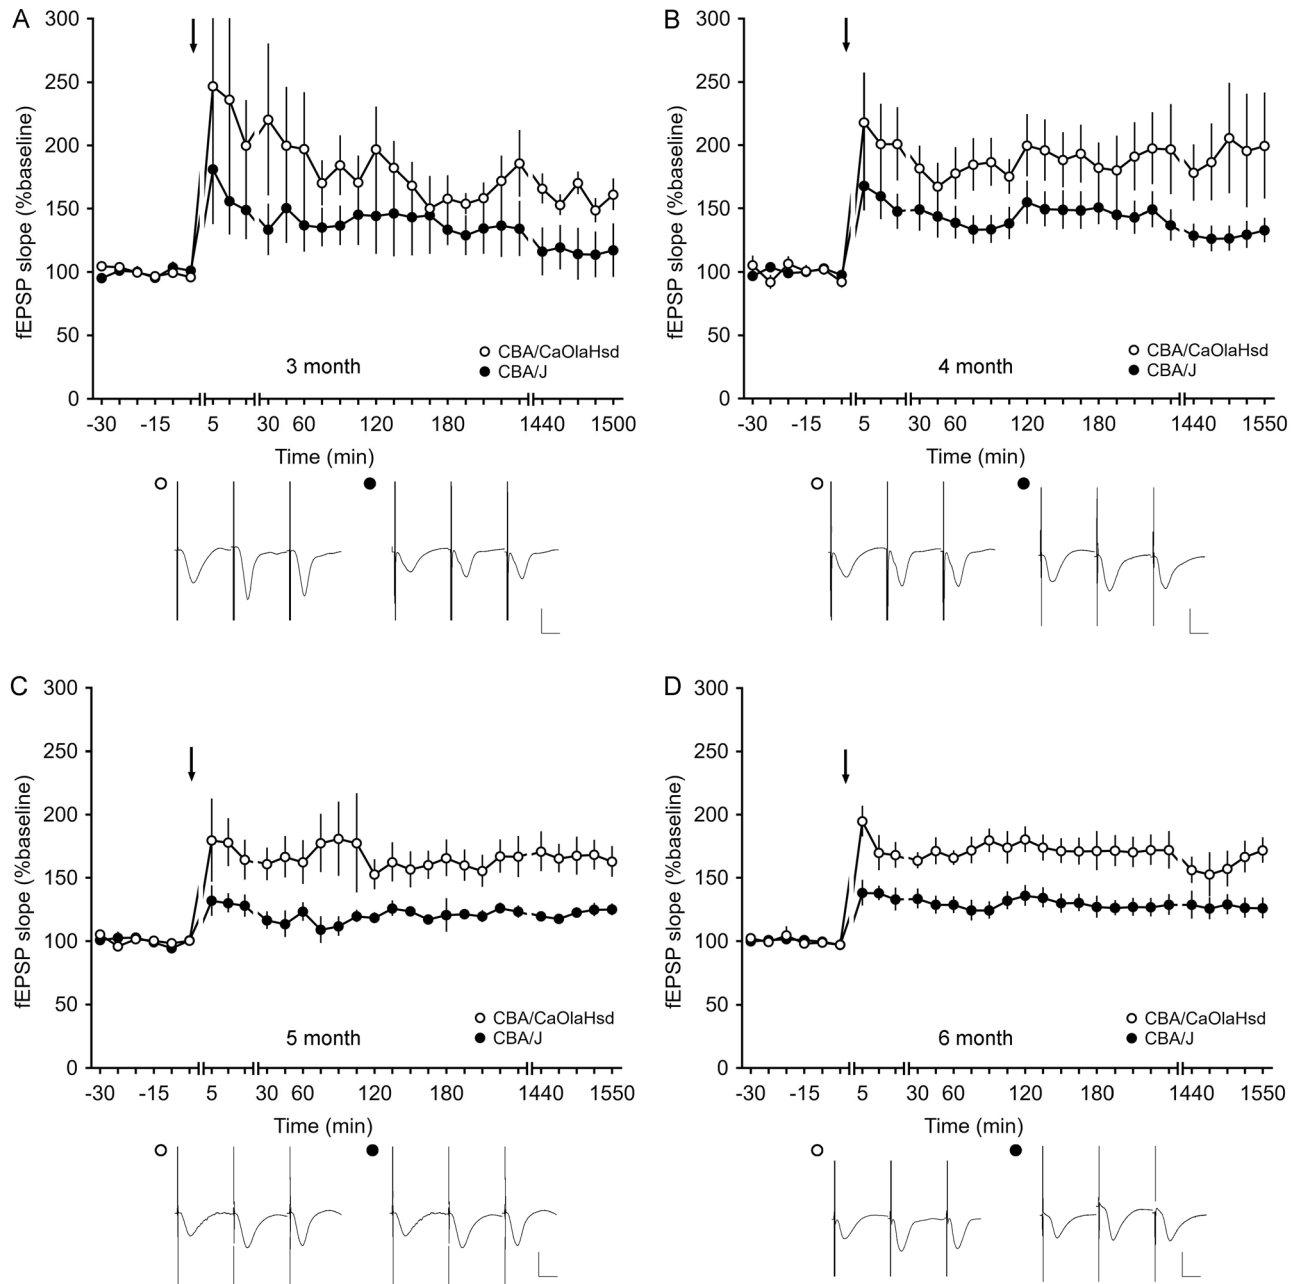 A
300
250
200
150
100
50
0
fEPSP slope (%baseline)
CBA/CaOlaHsd
CBA/J
3 month
-30 -15 5 30 60 120 180 1440 1500
Time (min)
B
300
250
200
150
100
50
0
fEPSP slope (%baseline)
CBA/CaOlaHsd
CBA/J
4 month
-30 -15 5 30 60 120 180 1440 1550
Time (min)
C
300
250
200
150
100
50
0
fEPSP slope (%baseline)
CBA/CaOlaHsd
CBA/J
5 month
-30 -15 5 30 60 120 180 1440 1550
Time (min)
D
300
250
200
150
100
50
0
fEPSP slope (%baseline)
CBA/CaOlaHsd
CBA/J
6 month
-30 -15 5 30 60 120 180 1440 1550
Time (min)